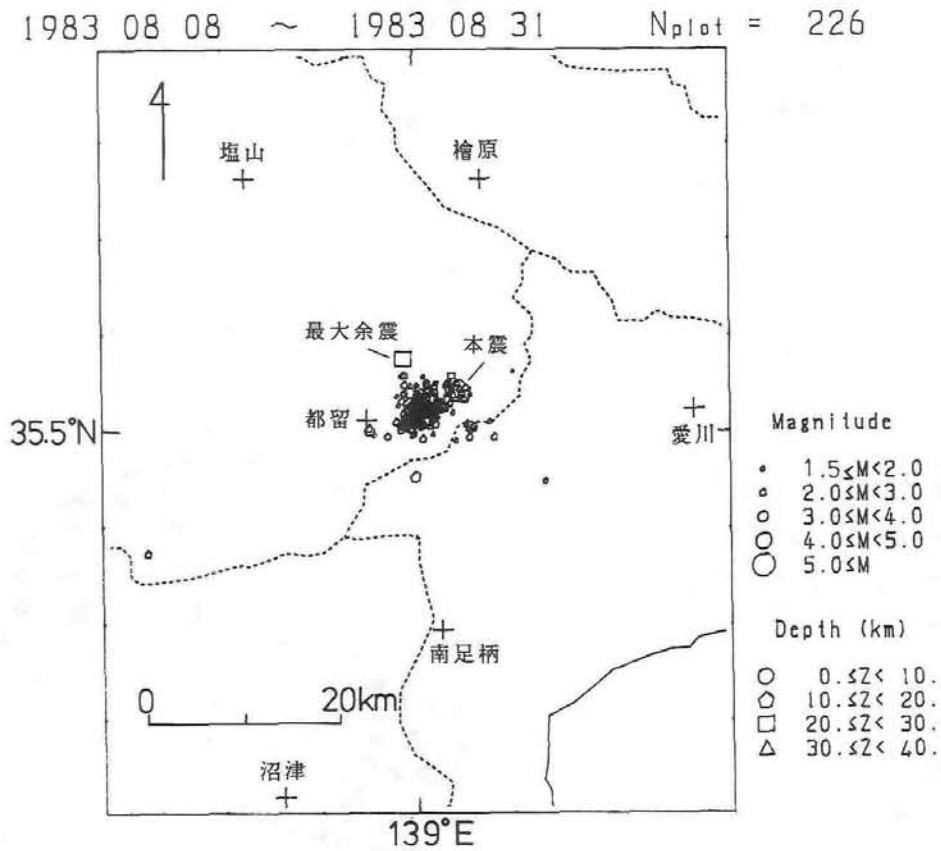 1983 08 08 ～ 1983 08 31 Nplot = 226
4
塩山
檜原
最大余震
本震
都留
35.5°N
愛川
Magnitude
1.5≤M<2.0
2.0≤M<3.0
3.0≤M<4.0
4.0≤M<5.0
5.0≤M
Depth (km)
0.≤Z< 10.
10.≤Z< 20.
20.≤Z< 30.
30.≤Z< 40.
南足柄
0 20km
沼津
139°E